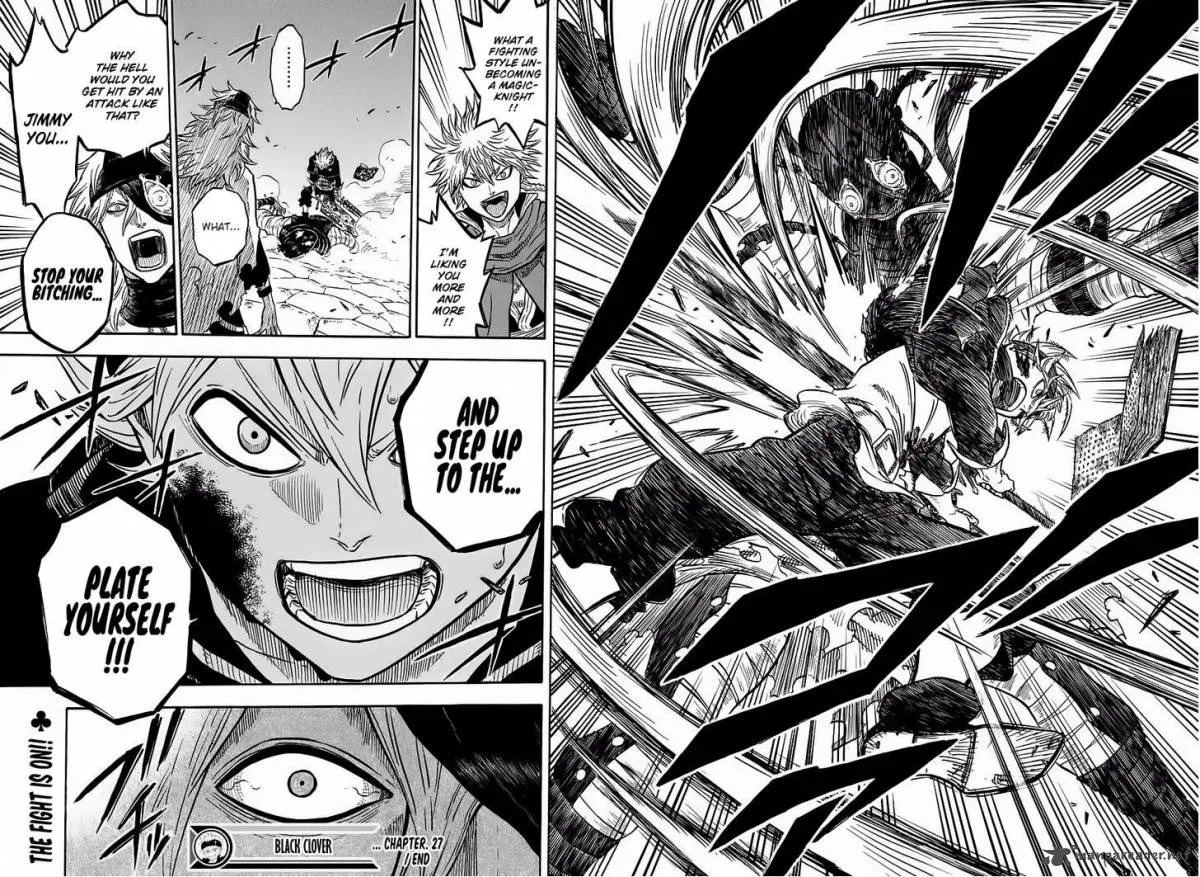 WHAT A
FIGHTING
STYLE UN-
BECOMING
A MAGIC-
KNIGHT
!!
I'M
LIKING
YOU
MORE
AND
MORE
!!
.........
WHAT...
WHY
THE HELL
WOULD YOU
GET HIT BY AN
ATTACK LIKE
THAT?
JIMMY
YOU...
STOP YOUR
BITCHING...
AND
STEP UP
TO THE...
PLATE
YOURSELF
!!!
THE FIGHT IS ON!!
BLACK CLOVER
... CHAPTER. 27
/ END
mangareader.net